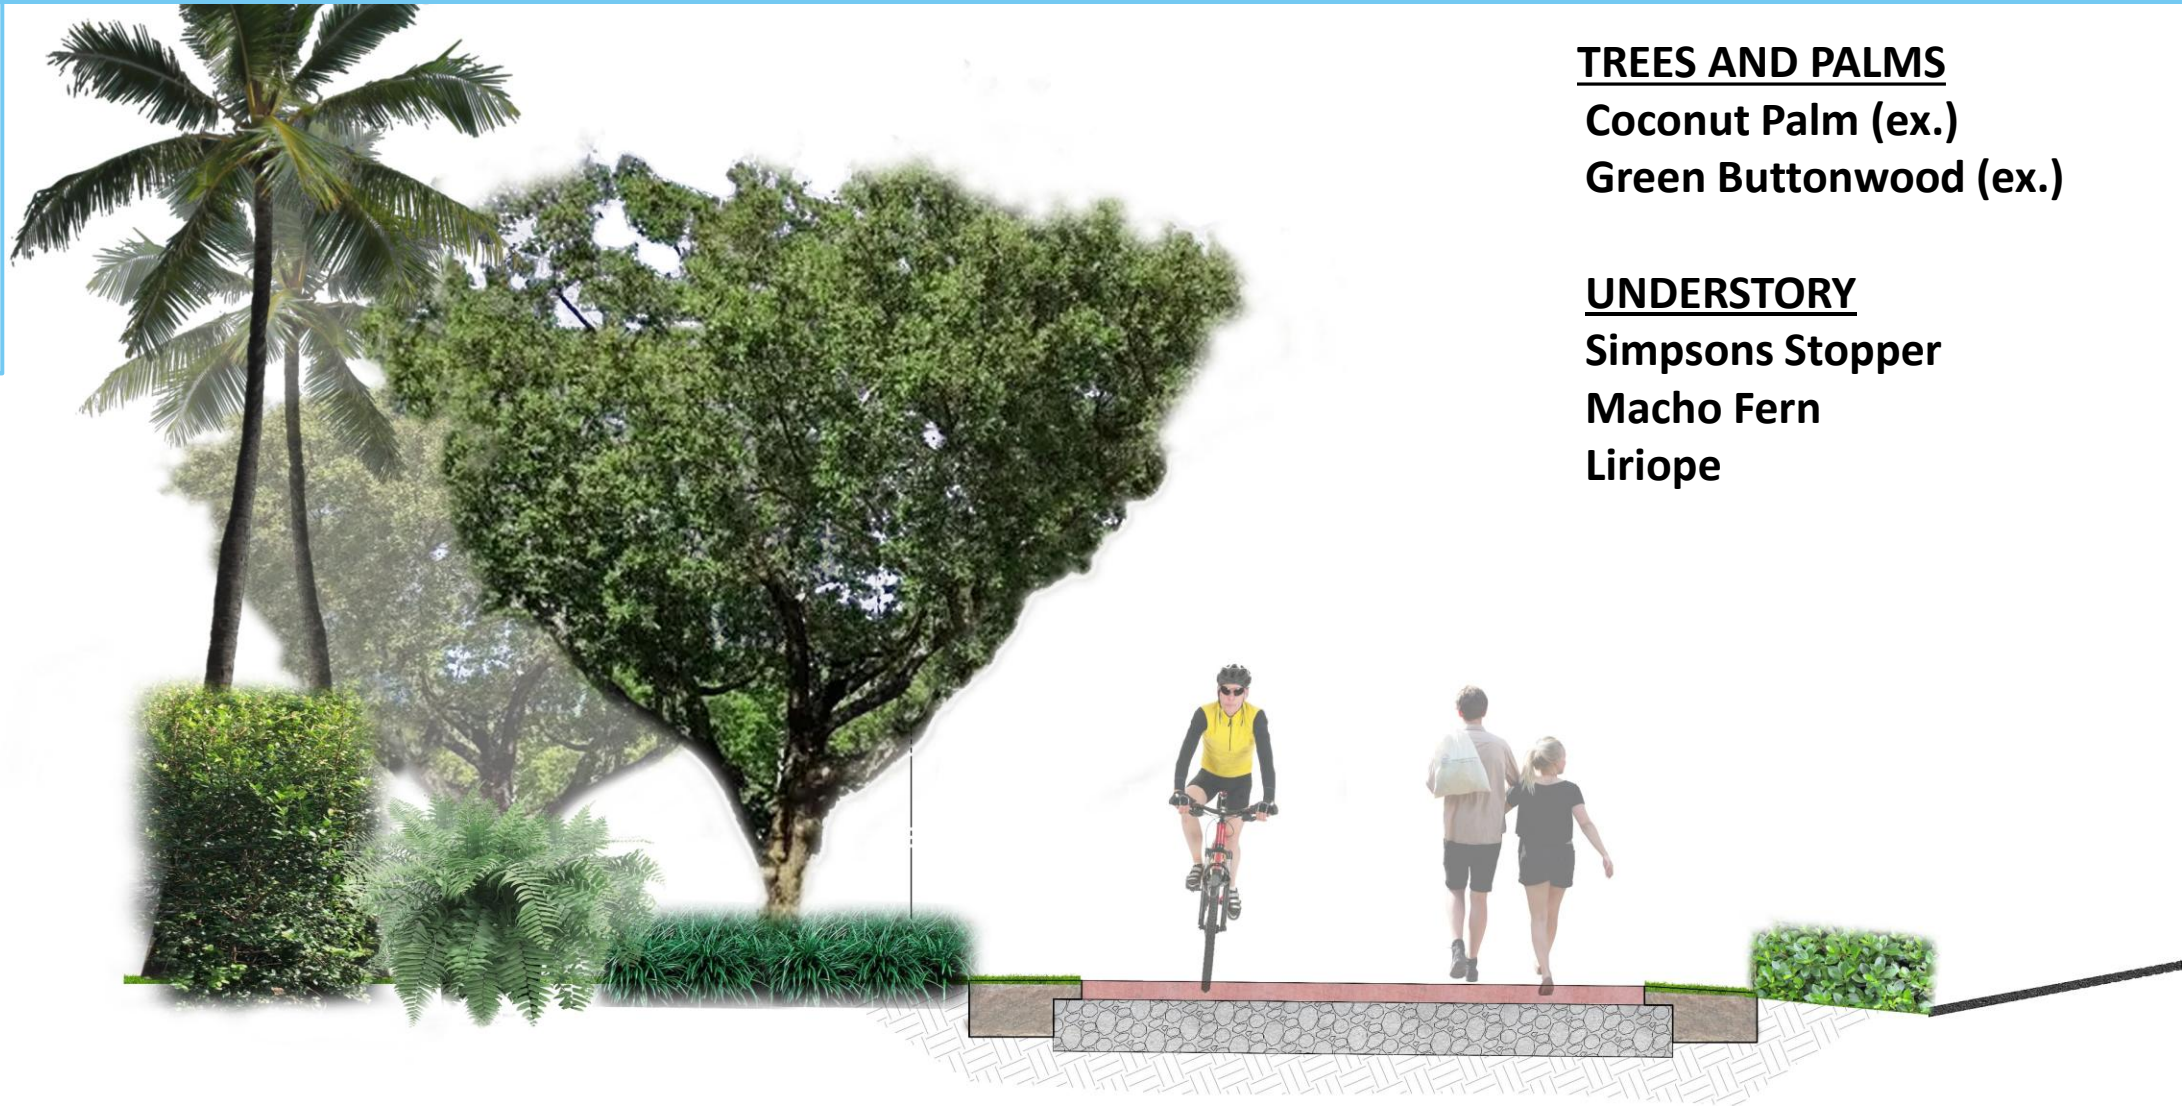 TREES AND PALMS
Coconut Palm (ex.)
Green Buttonwood (ex.)
UNDERSTORY
Simpsons Stopper
Macho Fern
Liriope